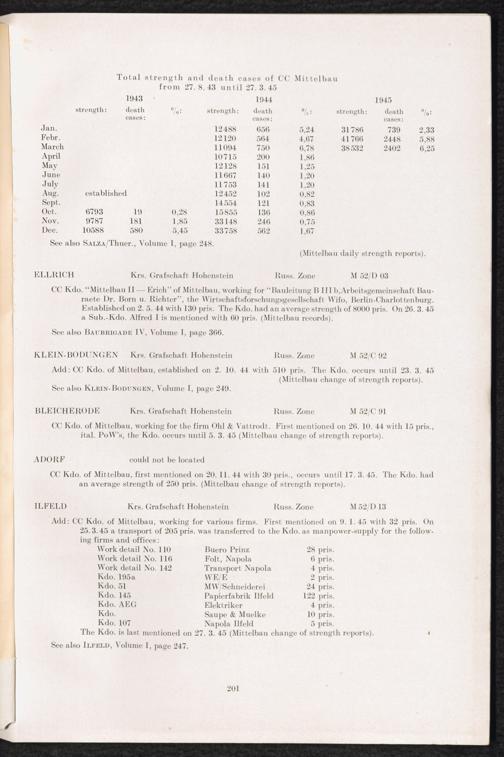 Total strength and death cases of CC Mittelbau
from 27. 8. 43 until 27. 3. 45
1943 1944 1945
strength: death cases: %: strength: death cases: %: strength: death cases: %:
Jan. 12488 656 5,24 31786 739 2,33
Febr. 12120 564 4,67 41766 2448 5,88
March 11094 750 6,78 38532 2402 6,25
April 10715 200 1,86
May 12128 151 1,25
June 11667 140 1,20
July 11753 141 1,20
Aug. established 12452 102 0,82
Sept. 14554 121 0,83
Oct. 6793 19 0,28 15855 136 0,86
Nov. 9787 181 1,85 33148 246 0,75
Dec. 10588 580 5,45 33758 562 1,67
See also SALZA/Thuer., Volume I, page 248.
(Mittelbau daily strength reports).
ELLRICH Krs. Grafschaft Hohenstein Russ. Zone M 52/D 03
CC Kdo. "Mittelbau II — Erich" of Mittelbau, working for "Bauleitung B III b, Arbeitsgemeinschaft Bau-
raete Dr. Born u. Richter", the Wirtschaftsforschungsgesellschaft Wifo, Berlin-Charlottenburg.
Established on 2. 5. 44 with 130 pris. The Kdo. had an average strength of 8000 pris. On 26. 3. 45
a Sub.-Kdo. Alfred I is mentioned with 60 pris. (Mittelbau records).
See also BAUBRIGADE IV, Volume I, page 366.
KLEIN-BODUNGEN Krs. Grafschaft Hohenstein Russ. Zone M 52/C 92
Add: CC Kdo. of Mittelbau, established on 2. 10. 44 with 510 pris. The Kdo. occurs until 23. 3. 45
(Mittelbau change of strength reports).
See also KLEIN-BODUNGEN, Volume I, page 249.
BLEICHERODE Krs. Grafschaft Hohenstein Russ. Zone M 52/C 91
CC Kdo. of Mittelbau, working for the firm Ohl & Vattrodt. First mentioned on 26. 10. 44 with 15 pris.,
ital. PoW's, the Kdo. occurs until 5. 3. 45 (Mittelbau change of strength reports).
ADORF could not be located
CC Kdo. of Mittelbau, first mentioned on 20. 11. 44 with 39 pris., occurs until 17. 3. 45. The Kdo. had
an average strength of 250 pris. (Mittelbau change of strength reports).
ILFELD Krs. Grafschaft Hohenstein Russ. Zone M 52/D 13
Add: CC Kdo. of Mittelbau, working for various firms. First mentioned on 9. 1. 45 with 32 pris. On
25. 3. 45 a transport of 205 pris. was transferred to the Kdo. as manpower-supply for the follow-
ing firms and offices:
Work detail No. 110 Buero Prinz 28 pris.
Work detail No. 116 Folt, Napola 6 pris.
Work detail No. 142 Transport Napola 4 pris.
Kdo. 195a WE/E 2 pris.
Kdo. 51 MW/Schneiderei 24 pris.
Kdo. 145 Papierfabrik Ilfeld 122 pris.
Kdo. AEG Elektriker 4 pris.
Kdo. Saupe & Muelke 10 pris.
Kdo. 107 Napola Ilfeld 5 pris.
The Kdo. is last mentioned on 27. 3. 45 (Mittelbau change of strength reports).
See also ILFELD, Volume I, page 247.
201